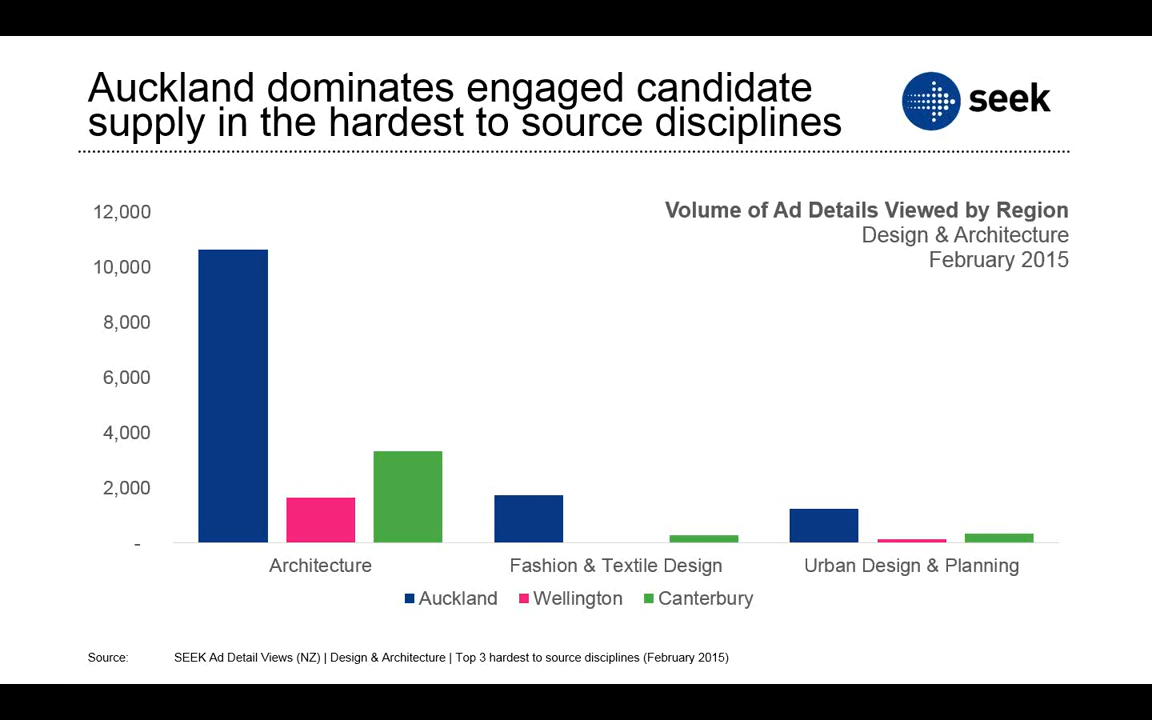 Auckland dominates engaged candidate
supply in the hardest to source disciplines
seek
Volume of Ad Details Viewed by Region
Design & Architecture
February 2015
12,000
10,000
8,000
6,000
4,000
2,000
-
Architecture Fashion & Textile Design Urban Design & Planning
Auckland Wellington Canterbury
Source: SEEK Ad Detail Views (NZ) | Design & Architecture | Top 3 hardest to source disciplines (February 2015)